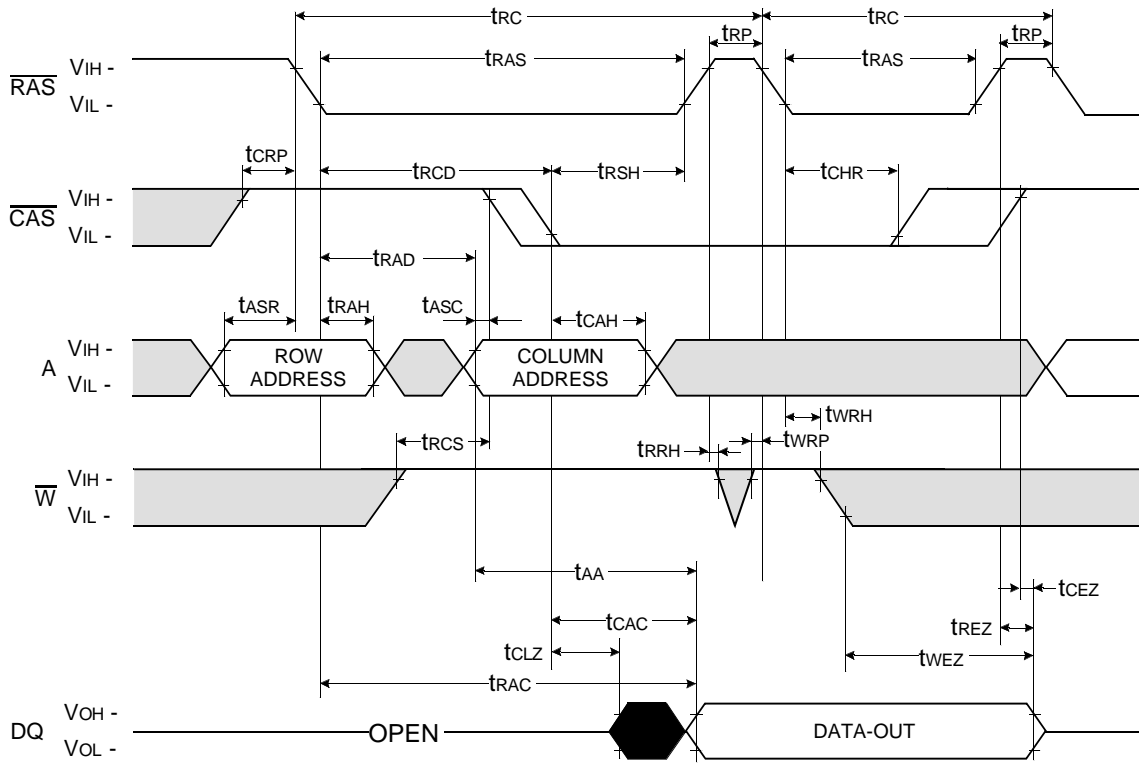 tRC tRC
tRP tRP
tRAS tRAS
RAS
VIH -
VIL -
tCRP tRCD tRSH tCHR
CAS
VIH -
VIL -
tRAD
tASR tRAH tASC tCAH
A
VIH -
VIL -
ROW ADDRESS
COLUMN ADDRESS
tWRH
tRCS tRRH tWRP
W
VIH -
VIL -
tAA
tCEZ
tCAC
tREZ
tCLZ
tWEZ
tRAC
DQ
VOH -
VOL -
OPEN
DATA-OUT